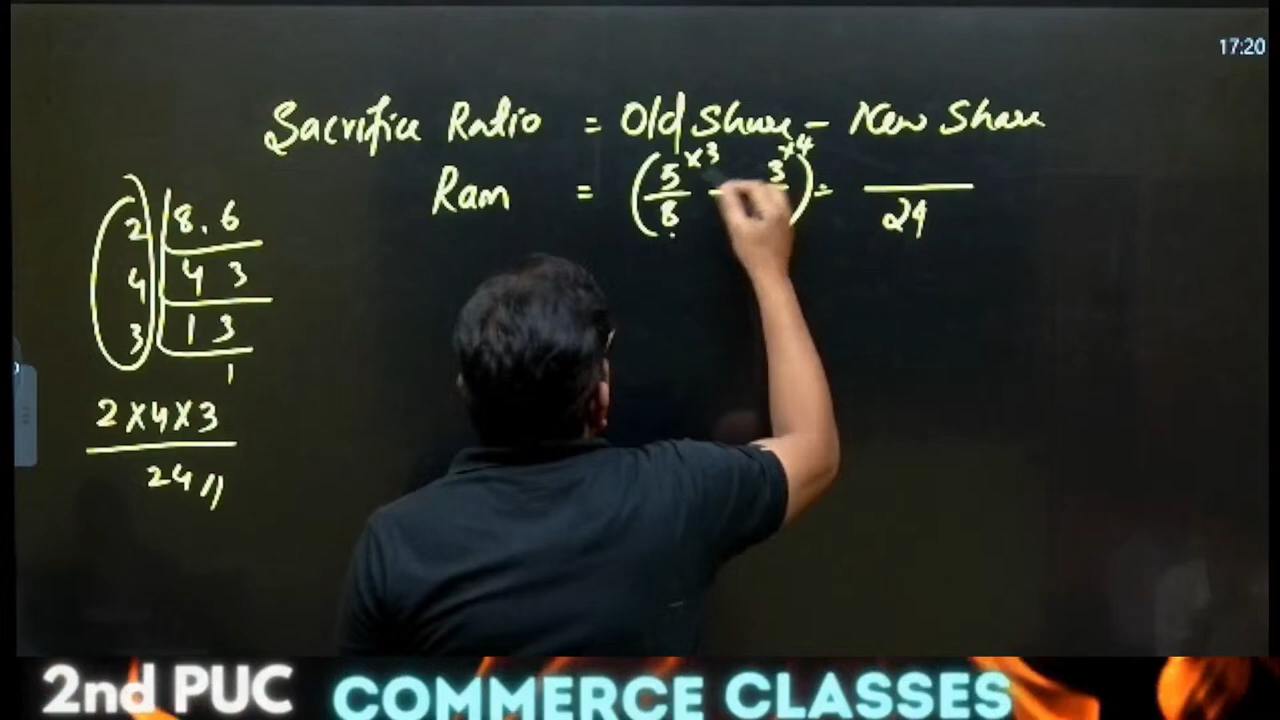 17:20
Sacrifice Ratio = Old Share - New Share
Ram = (5/8 ×3 - 3 ×4) = /24
2 | 8, 6
4 | 4 3
3 | 1 3
1
2 × 4 × 3
24 //
2nd PUC COMMERCE CLASSES